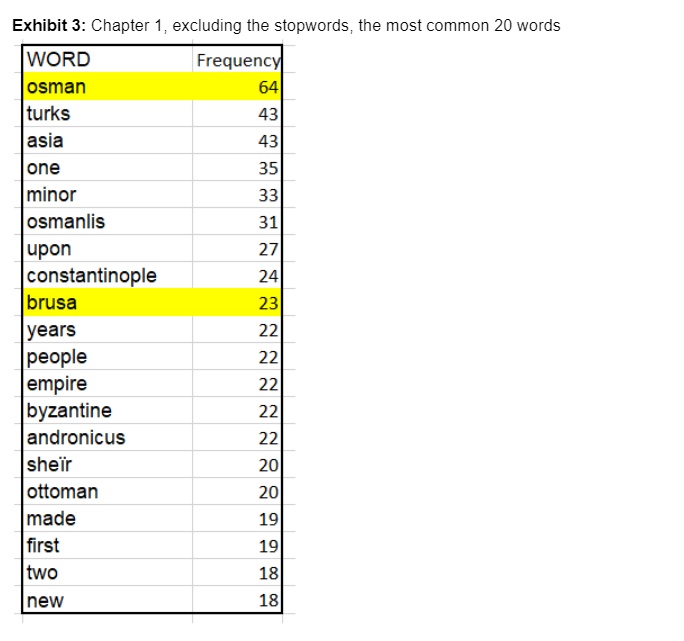 Exhibit 3: Chapter 1, excluding the stopwords, the most common 20 words
WORD Frequency
osman 64
turks 43
asia 43
one 35
minor 33
osmanlis 31
upon 27
constantinople 24
brusa 23
years 22
people 22
empire 22
byzantine 22
andronicus 22
sheïr 20
ottoman 20
made 19
first 19
two 18
new 18